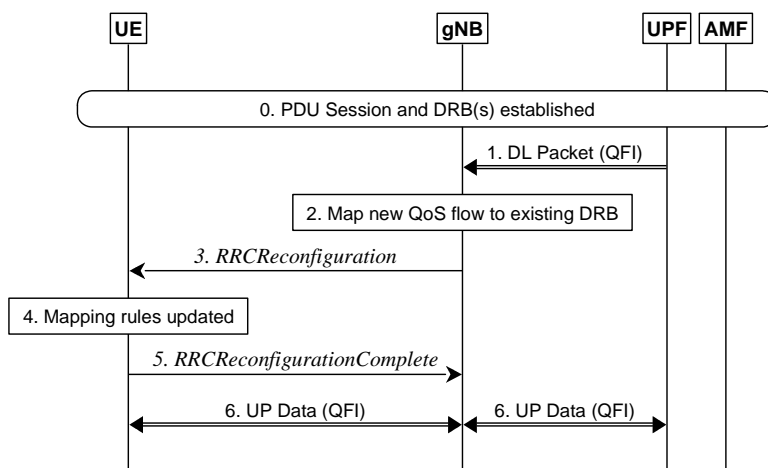 UE gNB UPF AMF
0. PDU Session and DRB(s) established
1. DL Packet (QFI)
2. Map new QoS flow to existing DRB
3. RRCReconfiguration
4. Mapping rules updated
5. RRCReconfigurationComplete
6. UP Data (QFI) 6. UP Data (QFI)